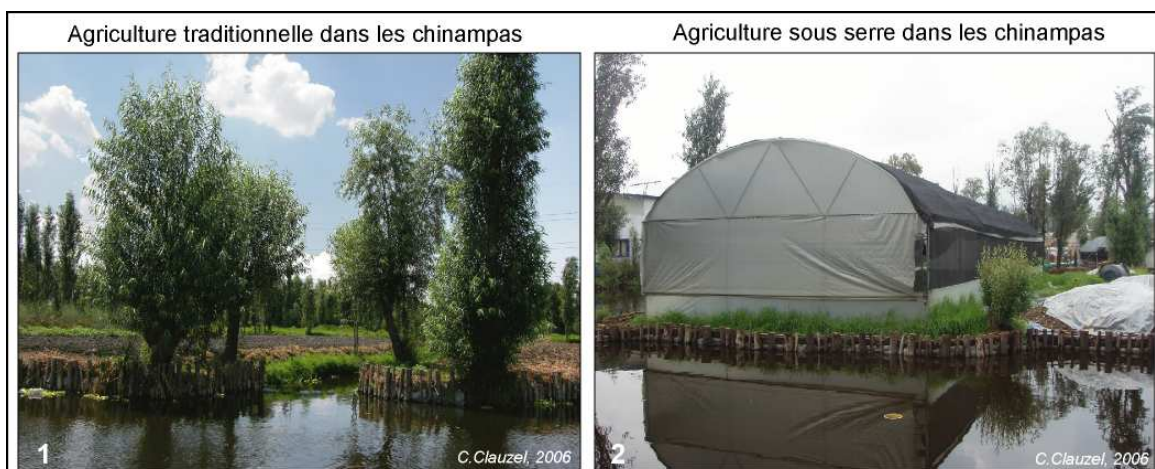 Agriculture traditionnelle dans les chinampas
Agriculture sous serre dans les chinampas
1
C.Clauzel, 2006
2
C.Clauzel, 2006